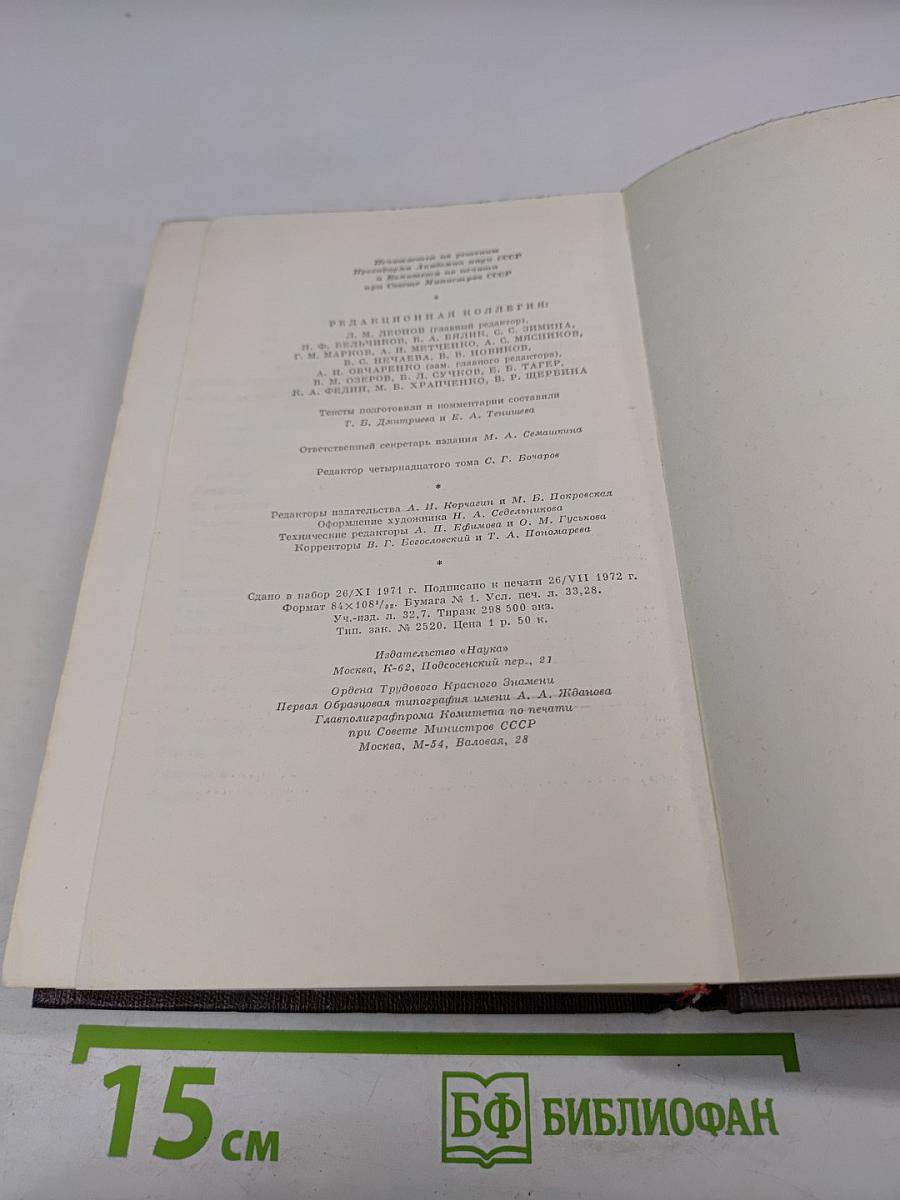 Печатается по решению
Президиума Академии наук СССР
и Комитета по печати
при Совете Министров СССР
*
РЕДАКЦИОННАЯ КОЛЛЕГИЯ:
Л. М. ЛЕОНОВ (главный редактор),
Н. Ф. БЕЛЬЧИКОВ, Б. А. БЯЛИК, С. С. ЗИМИНА,
Г. М. МАРКОВ, А. И. МЕТЧЕНКО, А. С. МЯСНИКОВ,
В. С. НЕЧАЕВА, В. В. НОВИКОВ,
А. И. ОВЧАРЕНКО (зам. главного редактора),
В. М. ОЗЕРОВ, Б. Л. СУЧКОВ, Е. Б. ТАГЕР,
К. А. ФЕДИН, М. Б. ХРАПЧЕНКО, В. Р. ЩЕРБИНА
Тексты подготовили и комментарии составили
Т. В. Дмитриева и Е. А. Тенишева
Ответственный секретарь издания М. А. Семашкина
Редактор четырнадцатого тома С. Г. Бочаров
*
Редакторы издательства А. И. Корчагин и М. Б. Покровская
Оформление художника Н. А. Седельникова
Технические редакторы А. П. Ефимова и О. М. Гуськова
Корректоры В. Г. Богословский и Т. А. Пономарева
*
Сдано в набор 26/XI 1971 г. Подписано к печати 26/VII 1972 г.
Формат 84×108¹/₃₂. Бумага № 1. Усл. печ. л. 33,28.
Уч.-изд. л. 32,7. Тираж 298 500 экз.
Тип. зак. № 2520. Цена 1 р. 50 к.
Издательство «Наука»
Москва, К-62, Подсосенский пер., 21
Ордена Трудового Красного Знамени
Первая Образцовая типография имени А. А. Жданова
Главполиграфпрома Комитета по печати
при Совете Министров СССР
Москва, М-54, Валовая, 28
15 см
БФ БИБЛИОФАН